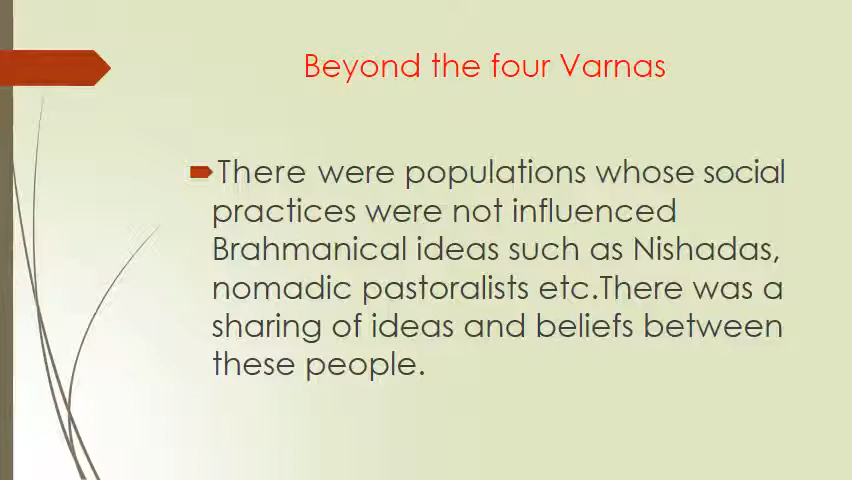 Beyond the four Varnas
There were populations whose social
practices were not influenced
Brahmanical ideas such as Nishadas,
nomadic pastoralists etc.There was a
sharing of ideas and beliefs between
these people.